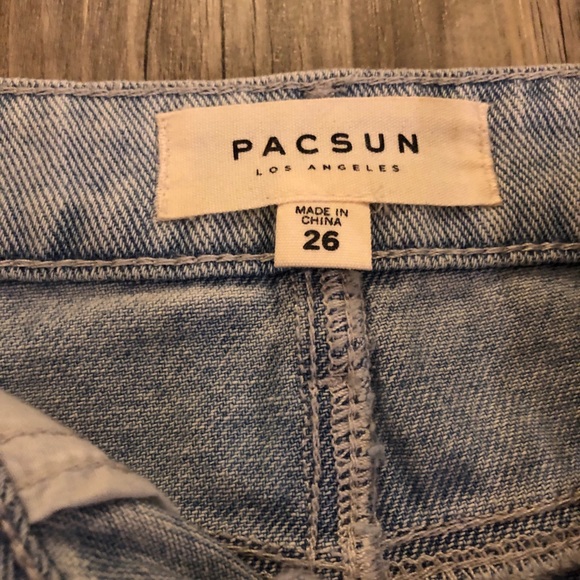 PACSUN
LOS ANGELES
MADE IN
CHINA
26